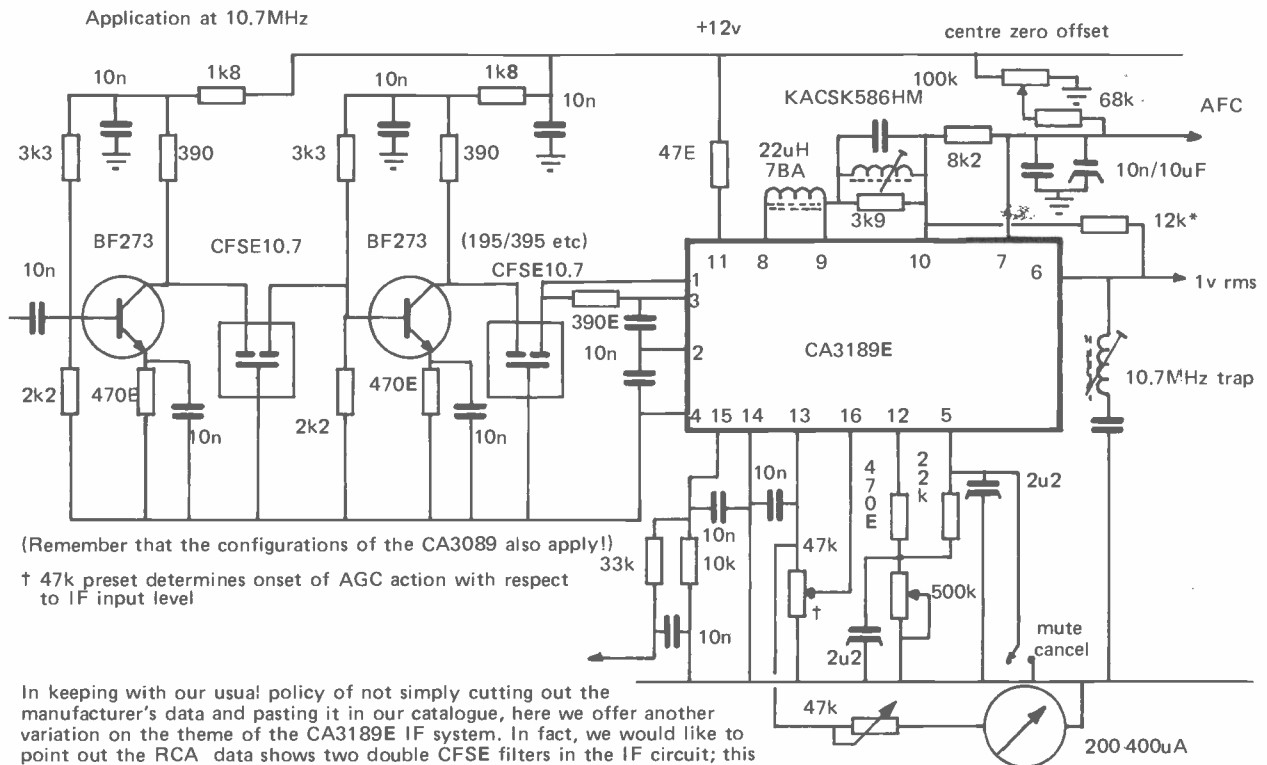 Application at 10.7MHz
+12v
centre zero offset
10n
1k8
10n
1k8
10n
KACSK586HM
100k
68k
AFC
3k3
390
3k3
390
47E
22uH
7BA
8k2
10n/10uF
3k9
12k*
BF273
CFSE10.7
BF273
(195/395 etc)
CFSE10.7
10n
11
8
9
10
7
6
1
3
2
4
1v rms
390E
10n
CA3189E
10.7MHz trap
2k2
470E
10n
2k2
470E
10n
15
14
13
16
12
5
10n
470E
22k
2u2
10n
(Remember that the configurations of the CA3089 also apply!)
33k
10k
47k
† 47k preset determines onset of AGC action with respect
to IF input level
†
500k
10n
2u2
mute
cancel
In keeping with our usual policy of not simply cutting out the
manufacturer's data and pasting it in our catalogue, here we offer another
variation on the theme of the CA3189E IF system. In fact, we would like to
point out the RCA data shows two double CFSE filters in the IF circuit; this
47k
200 400uA